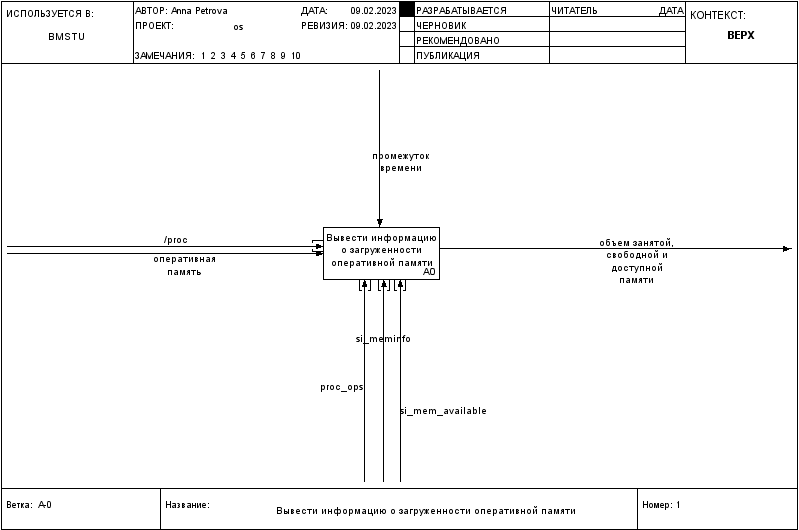 ИСПОЛЬЗУЕТСЯ В:
BMSTU
АВТОР: Anna Petrova
ДАТА: 09.02.2023
ПРОЕКТ: os
РЕВИЗИЯ: 09.02.2023
ЗАМЕЧАНИЯ: 1 2 3 4 5 6 7 8 9 10
РАЗРАБАТЫВАЕТСЯ
ЧЕРНОВИК
РЕКОМЕНДОВАНО
ПУБЛИКАЦИЯ
ЧИТАТЕЛЬ
ДАТА
КОНТЕКСТ:
ВЕРХ
промежуток
времени
/proc
оперативная
память
Вывести информацию
о загруженности
оперативной памяти
A0
объем занятой,
свободной и
доступной
памяти
si_meminfo
proc_ops
si_mem_available
Ветка: A-0
Название:
Вывести информацию о загруженности оперативной памяти
Номер: 1